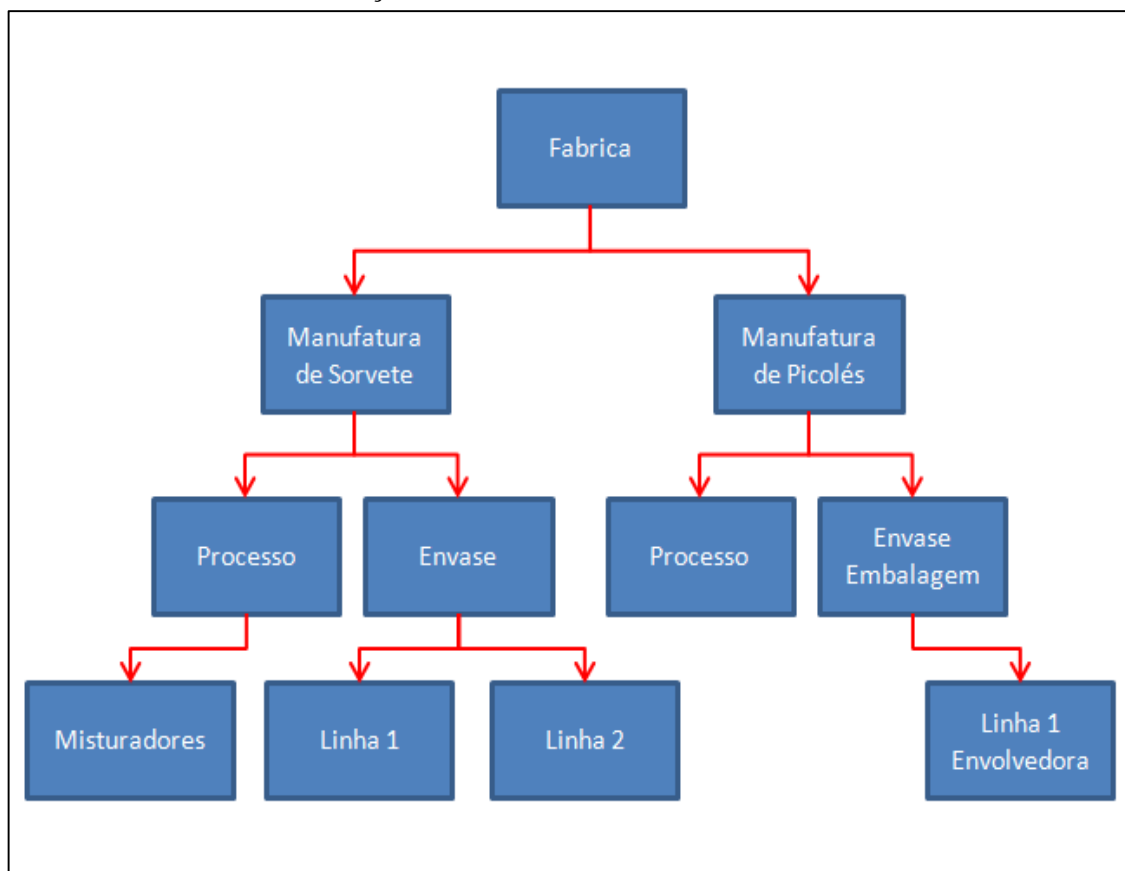 Fabrica
Manufatura
de Sorvete
Manufatura
de Picolés
Processo
Envase
Processo
Envase
Embalagem
Misturadores
Linha 1
Linha 2
Linha 1
Envolvedora